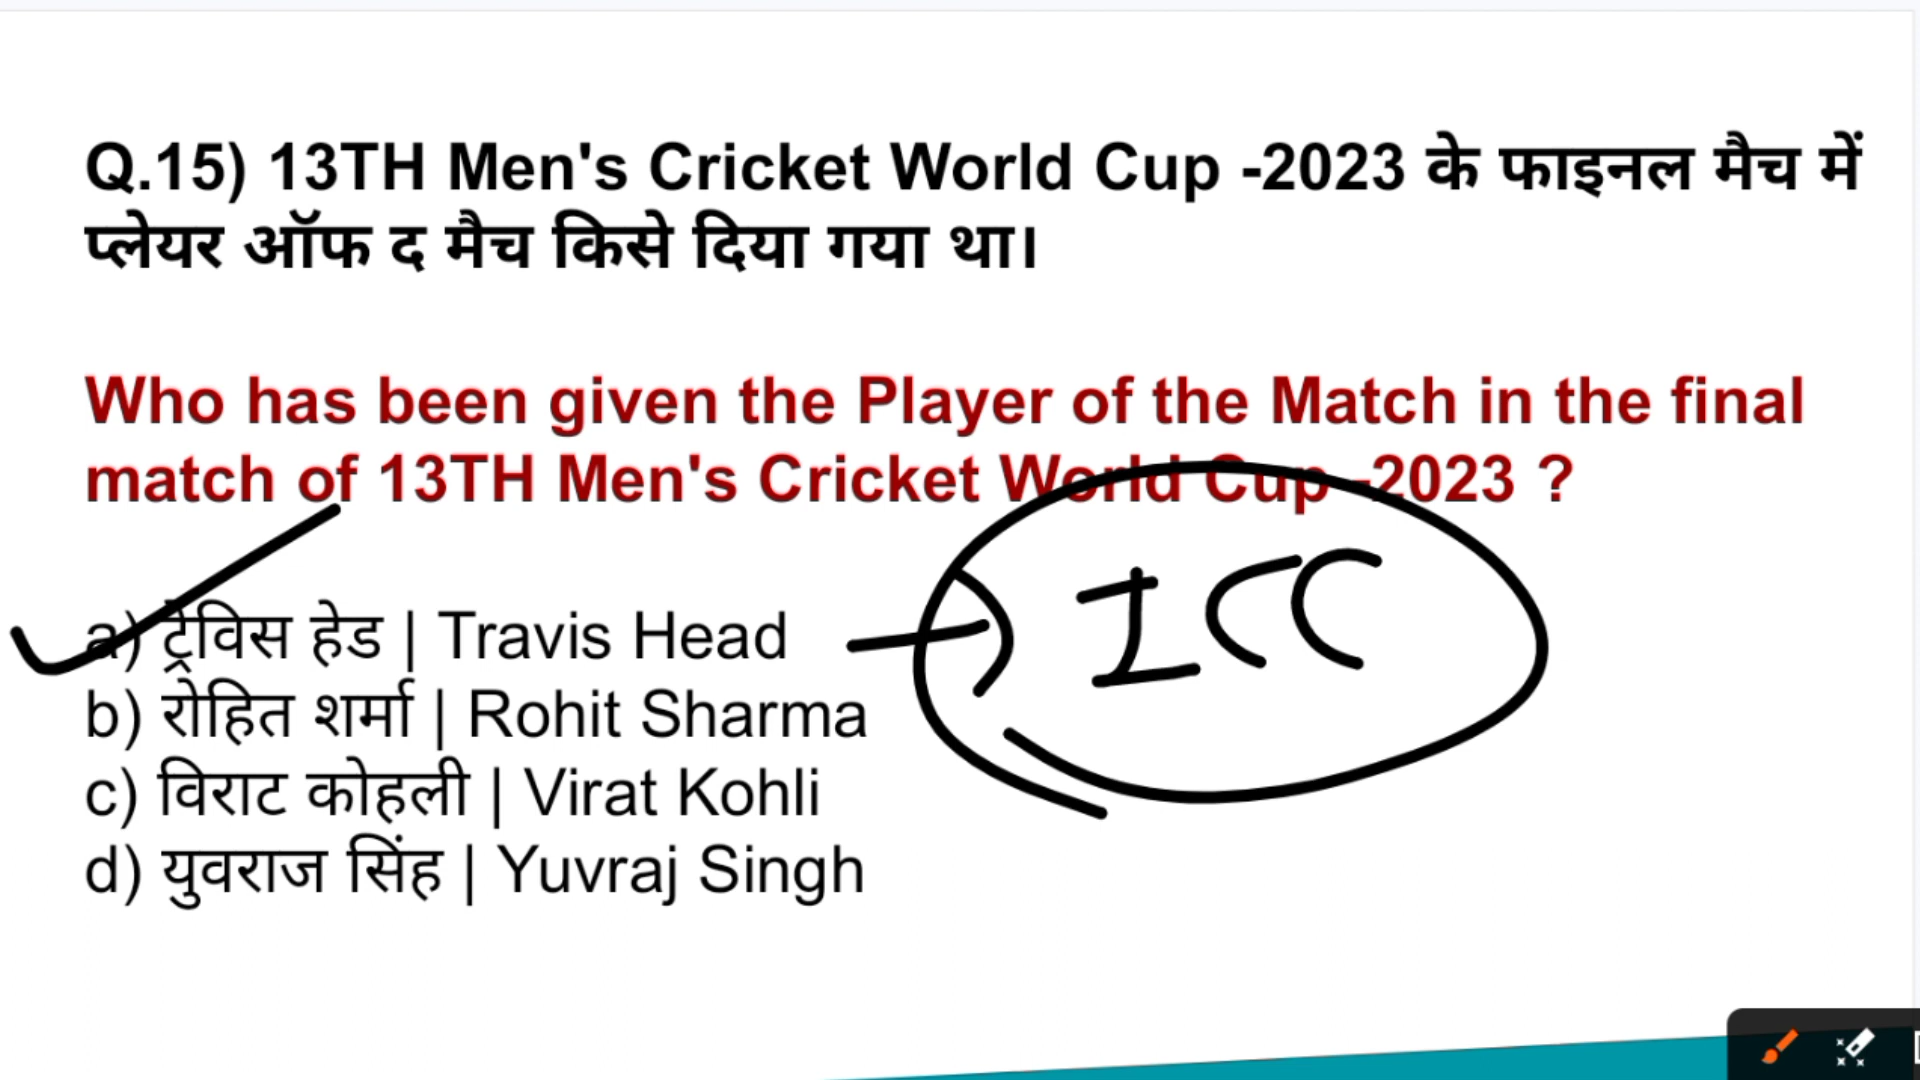 Q.15) 13TH Men's Cricket World Cup -2023 के फाइनल मैच में
प्लेयर ऑफ द मैच किसे दिया गया था।
Who has been given the Player of the Match in the final
match of 13TH Men's Cricket World Cup -2023 ?
a) ट्रैविस हेड | Travis Head
ICC
b) रोहित शर्मा | Rohit Sharma
c) विराट कोहली | Virat Kohli
d) युवराज सिंह | Yuvraj Singh